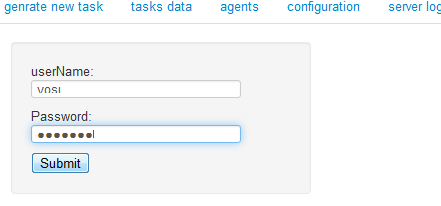 genrate new task tasks data agents configuration server log
userName:
yosi
Password:
Submit